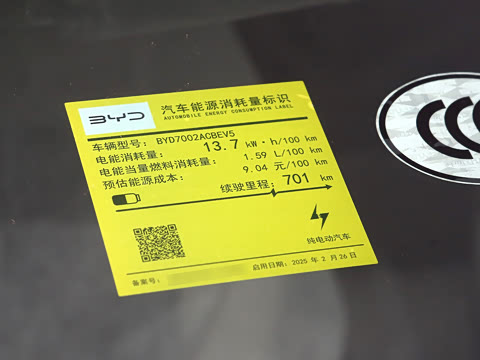 BYD
汽车能源消耗量标识
AUTOMOBILE ENERGY CONSUMPTION LABEL
车辆型号: BYD7002ACBEV5
电能消耗量: 13.7 kW·h/100 km
电能当量燃料消耗量: 1.59 L/100 km
预估能源成本: 9.04 元/100 km
续驶里程: 701 km
纯电动汽车
备案号:
启用日期: 2025 年 2 月 26 日
CCC